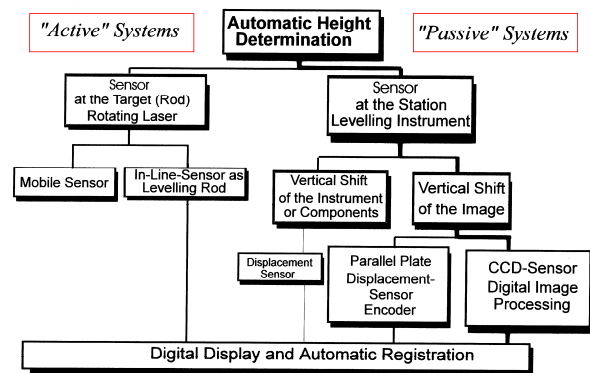 "Active" Systems
Automatic Height
Determination
"Passive" Systems
Sensor
at the Target (Rod)
Rotating Laser
Sensor
at the Station
Levelling Instrument
Mobile Sensor
In-Line-Sensor as
Levelling Rod
Vertical Shift
of the Instrument
or Components
Vertical Shift
of the Image
Displacement
Sensor
Parallel Plate
Displacement-
Sensor
Encoder
CCD-Sensor
Digital Image
Processing
Digital Display and Automatic Registration